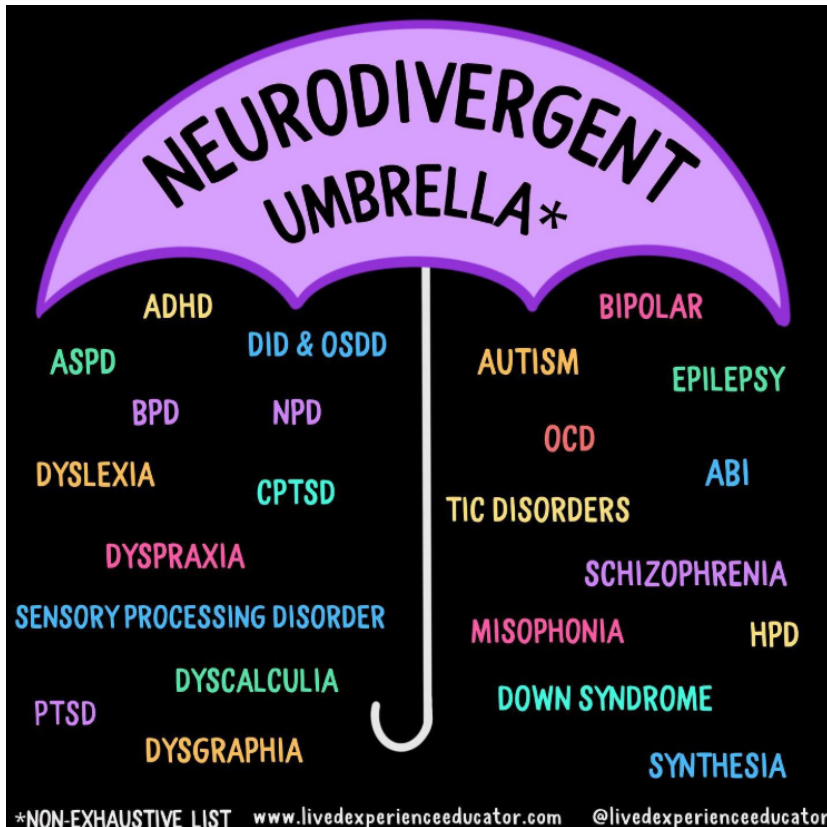 NEURODIVERGENT
UMBRELLA*
ADHD
DID & OSDD
ASPD
BPD
NPD
DYSLEXIA
CPTSD
DYSPRAXIA
SENSORY PROCESSING DISORDER
DYSCALCULIA
PTSD
DYSGRAPHIA
BIPOLAR
AUTISM
EPILEPSY
OCD
ABI
TIC DISORDERS
SCHIZOPHRENIA
MISOPHONIA
HPD
DOWN SYNDROME
SYNTHESIA
*NON-EXHAUSTIVE LIST www.livedexperienceeducator.com @livedexperienceeducator